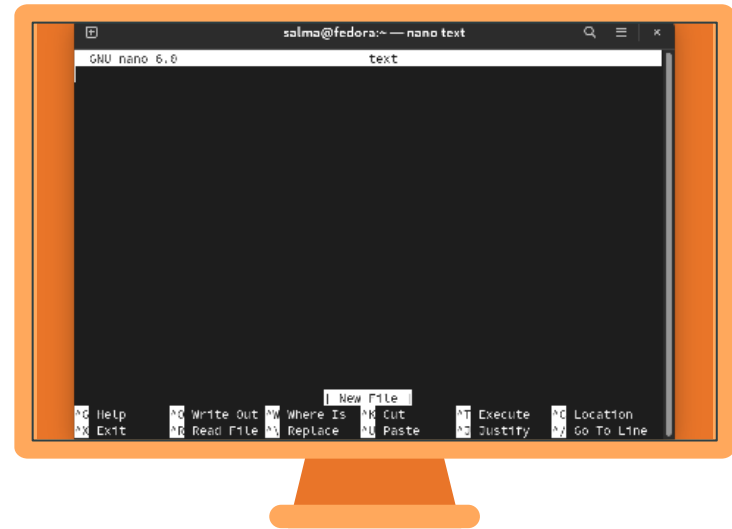 salma@fedora:~ — nano text
GNU nano 6.0 text
[ New File ]
^G Help ^O Write Out ^W Where Is ^K Cut ^T Execute ^C Location
^X Exit ^R Read File ^\ Replace ^U Paste ^J Justify ^/ Go To Line